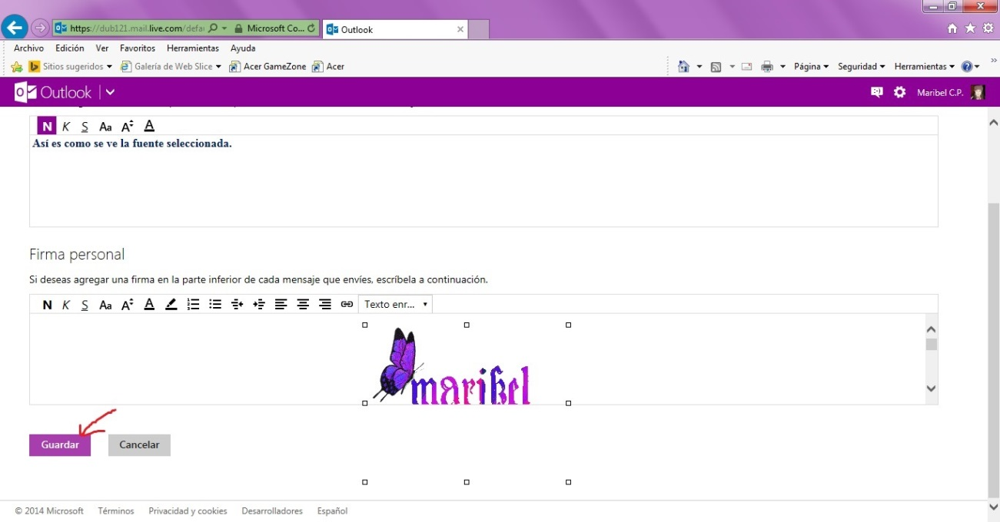 https://dub121.mail.live.com/defau Microsoft Co... Outlook
Archivo Edición Ver Favoritos Herramientas Ayuda
Sitios sugeridos Galería de Web Slice Acer GameZone Acer Página Seguridad Herramientas
Outlook Maribel C.P.
N K S Aa A A
Así es como se ve la fuente seleccionada.
Firma personal
Si deseas agregar una firma en la parte inferior de cada mensaje que envíes, escríbela a continuación.
N K S Aa A A Texto enr...
maribel
Guardar Cancelar
© 2014 Microsoft Términos Privacidad y cookies Desarrolladores Español